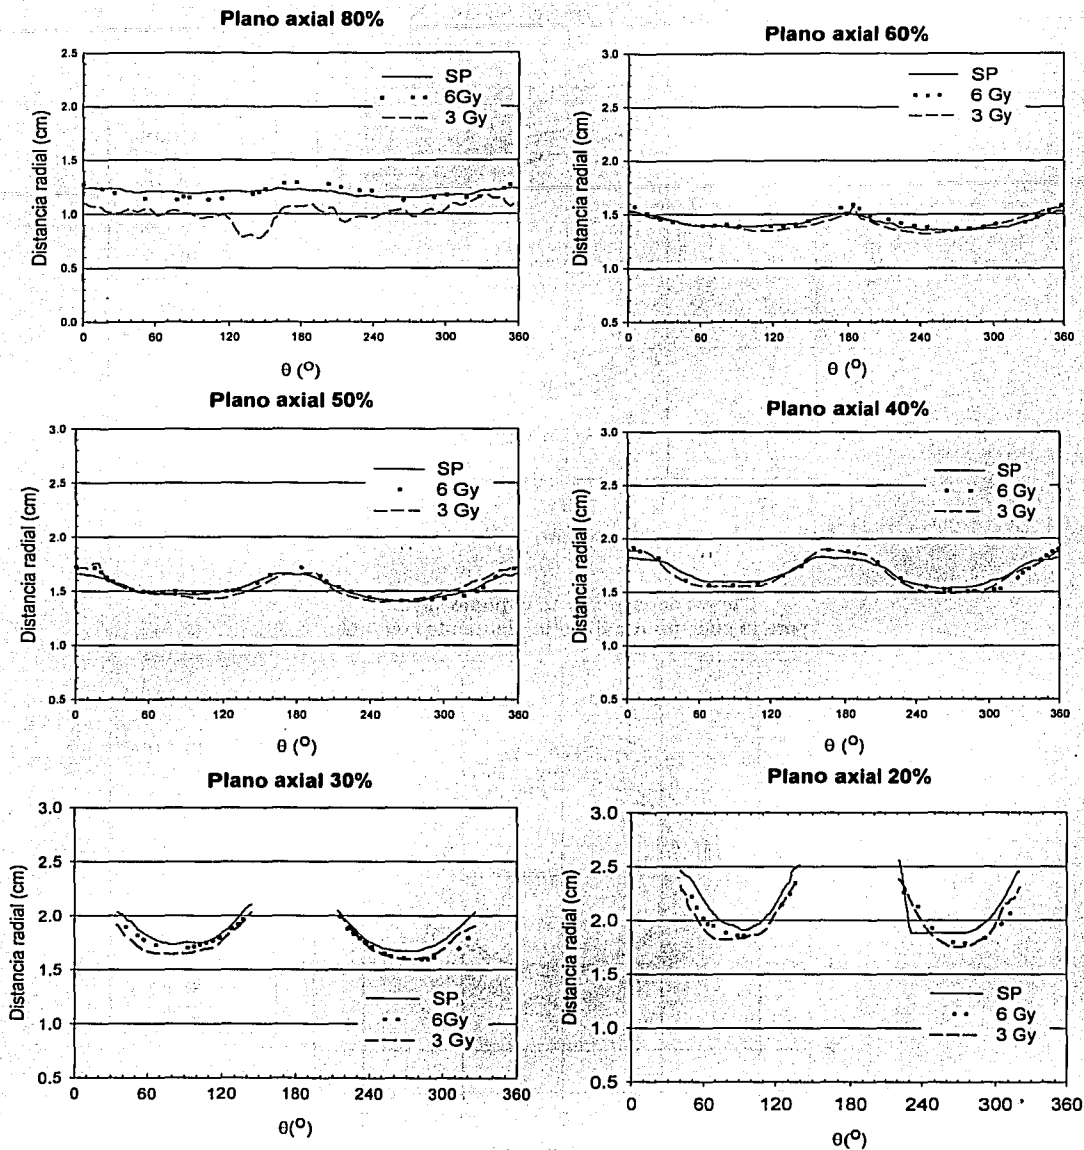 Plano axial 80%
Distancia radial (cm)
2.5
2.0
1.5
1.0
0.5
0.0
SP
6Gy
3 Gy
0 60 120 180 240 300 360
θ (O)
Plano axial 60%
Distancia radial (cm)
3.0
2.5
2.0
1.5
1.0
0.5
SP
6 Gy
3 Gy
0 60 120 180 240 300 360
θ (O)
Plano axial 50%
Distancia radial (cm)
3.0
2.5
2.0
1.5
1.0
0.5
SP
6 Gy
3 Gy
0 60 120 180 240 300 360
θ (O)
Plano axial 40%
Distancia radial (cm)
3.0
2.5
2.0
1.5
1.0
0.5
SP
6 Gy
3 Gy
0 60 120 180 240 300 360
θ (O)
Plano axial 30%
Distancia radial (cm)
3.0
2.5
2.0
1.5
1.0
0.5
SP
6Gy
3 Gy
0 60 120 180 240 300 360
θ(O)
Plano axial 20%
Distancia radial (cm)
3.0
2.5
2.0
1.5
1.0
0.5
SP
6 Gy
3 Gy
0 60 120 180 240 300 360
θ(O)